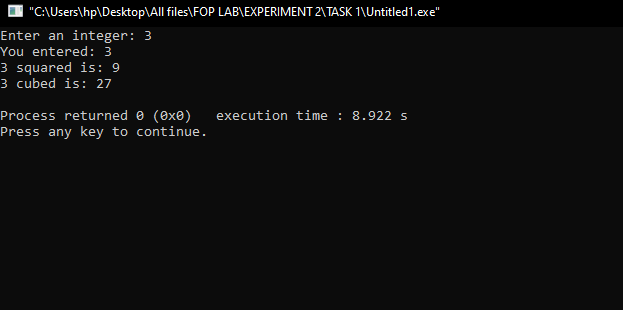 "C:\Users\hp\Desktop\All files\FOP LAB\EXPERIMENT 2\TASK 1\Untitled1.exe"
Enter an integer: 3
You entered: 3
3 squared is: 9
3 cubed is: 27
Process returned 0 (0x0)   execution time : 8.922 s
Press any key to continue.